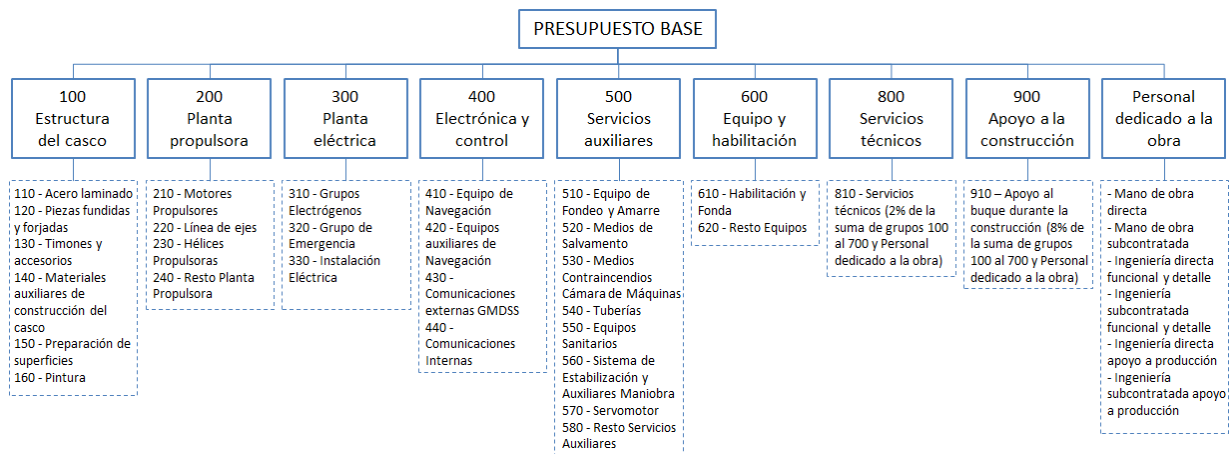 PRESUPUESTO BASE
100
Estructura
del casco
200
Planta
propulsora
300
Planta
eléctrica
400
Electrónica y
control
500
Servicios
auxiliares
600
Equipo y
habilitación
800
Servicios
técnicos
900
Apoyo a la
construcción
Personal
dedicado a la
obra
110 - Acero laminado
120 - Piezas fundidas
y forjadas
130 - Timones y
accesorios
140 - Materiales
auxiliares de
construcción del
casco
150 - Preparación de
superficies
160 - Pintura
210 - Motores
Propulsores
220 - Línea de ejes
230 - Hélices
Propulsoras
240 - Resto Planta
Propulsora
310 - Grupos
Electrógenos
320 - Grupo de
Emergencia
330 - Instalación
Eléctrica
410 - Equipo de
Navegación
420 - Equipos
auxiliares de
Navegación
430 -
Comunicaciones
externas GMDSS
440 -
Comunicaciones
Internas
510 - Equipo de
Fondeo y Amarre
520 - Medios de
Salvamento
530 - Medios
Contraincendios
Cámara de Máquinas
540 - Tuberías
550 - Equipos
Sanitarios
560 - Sistema de
Estabilización y
Auxiliares Maniobra
570 - Servomotor
580 - Resto Servicios
Auxiliares
610 - Habilitación y
Fonda
620 - Resto Equipos
810 - Servicios
técnicos (2% de la
suma de grupos 100
al 700 y Personal
dedicado a la obra)
910 – Apoyo al
buque durante la
construcción (8% de
la suma de grupos
100 al 700 y Personal
dedicado a la obra)
- Mano de obra
directa
- Mano de obra
subcontratada
- Ingeniería directa
funcional y detalle
- Ingeniería
subcontratada
funcional y detalle
- Ingeniería directa
apoyo a producción
- Ingeniería
subcontratada apoyo
a producción